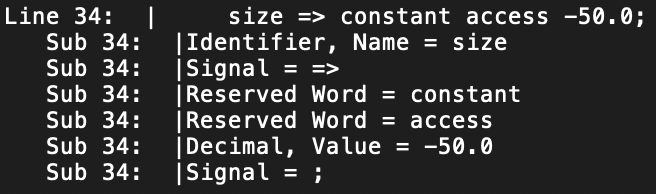 Line 34:  |     size => constant access -50.0;
   Sub 34:  |Identifier, Name = size
   Sub 34:  |Signal = =>
   Sub 34:  |Reserved Word = constant
   Sub 34:  |Reserved Word = access
   Sub 34:  |Decimal, Value = -50.0
   Sub 34:  |Signal = ;